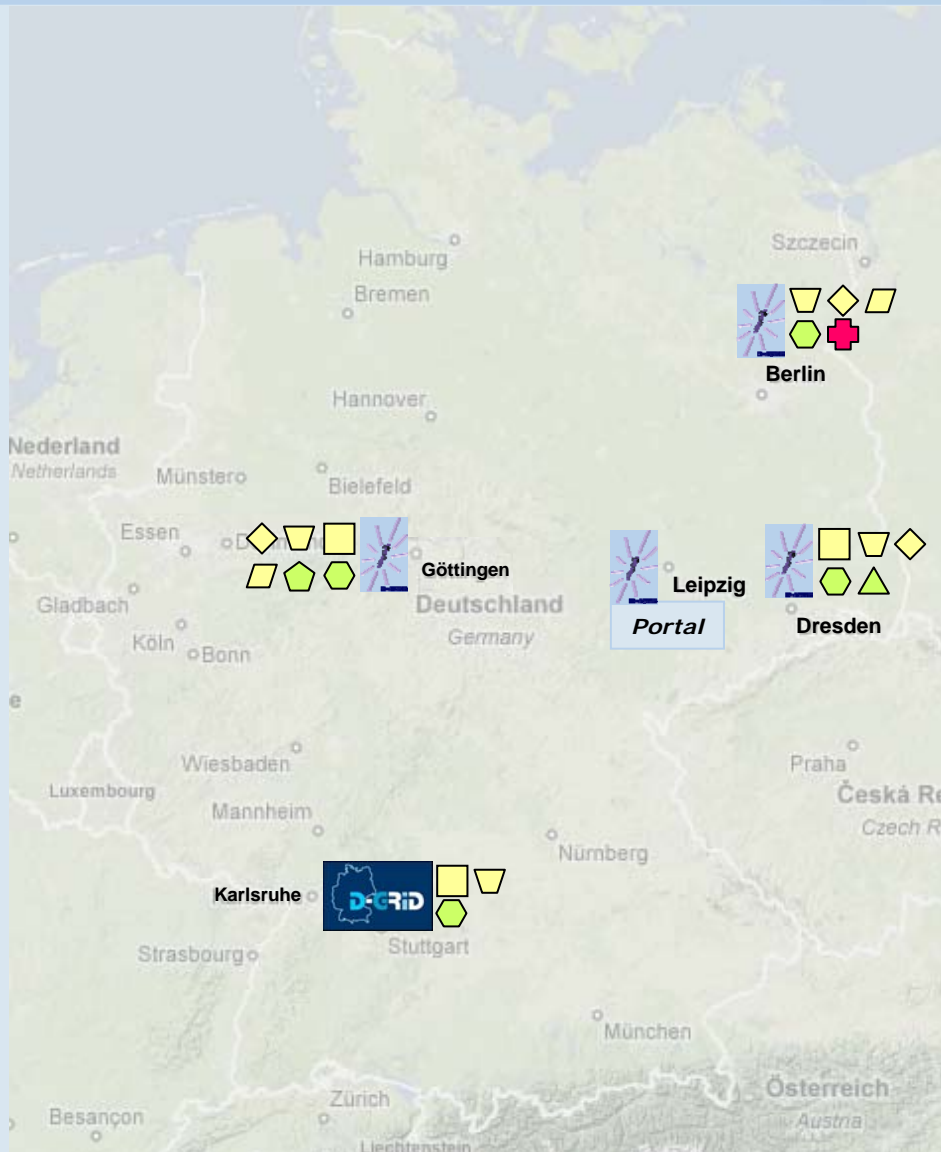 Hamburg
Szczecin
Bremen
Berlin
Hannover
Nederland
Netherlands
Münster
Bielefeld
Essen
Göttingen
Leipzig
Gladbach
Deutschland
Germany
Portal
Dresden
Köln
Bonn
e
Wiesbaden
Praha
Luxembourg
Česká Re
Czech R
Mannheim
Nürnberg
Karlsruhe
D-GRiD
Stuttgart
Strasbourg
München
Österreich
Austria
Zürich
Besançon
Liechtenstein